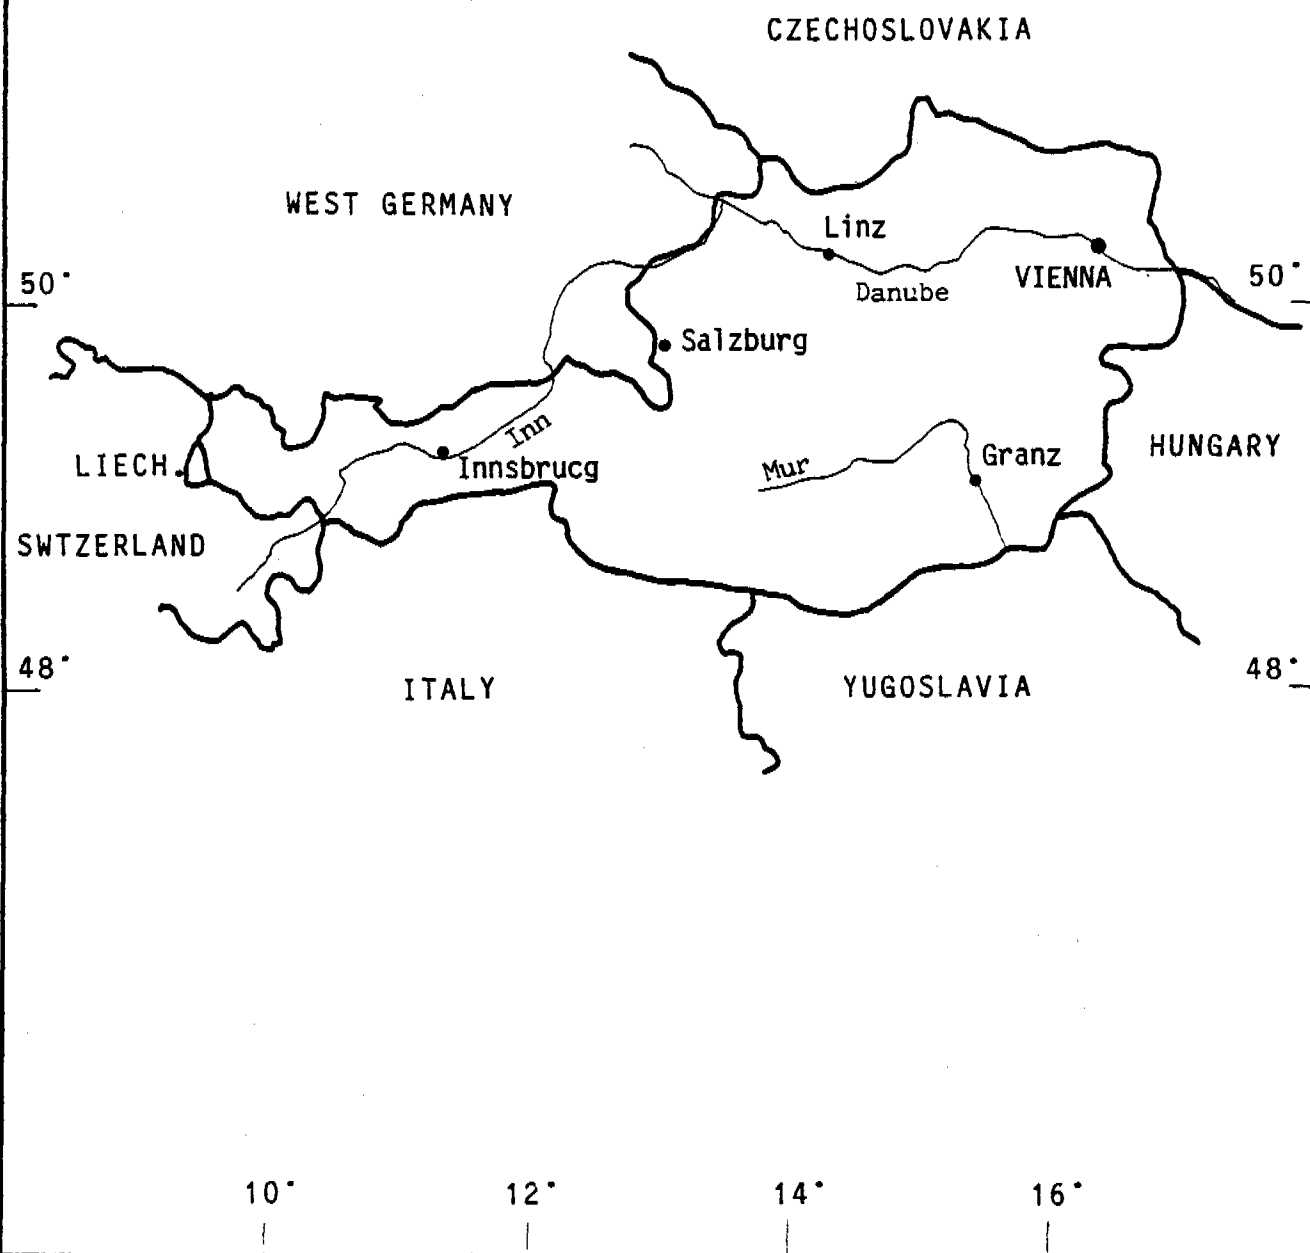 CZECHOSLOVAKIA
WEST GERMANY
Linz
50°
VIENNA
50°
Danube
Salzburg
Inn
HUNGARY
Granz
LIECH.
Innsbrucg
Mur
SWTZERLAND
48°
ITALY
YUGOSLAVIA
48°
10°
12°
14°
16°